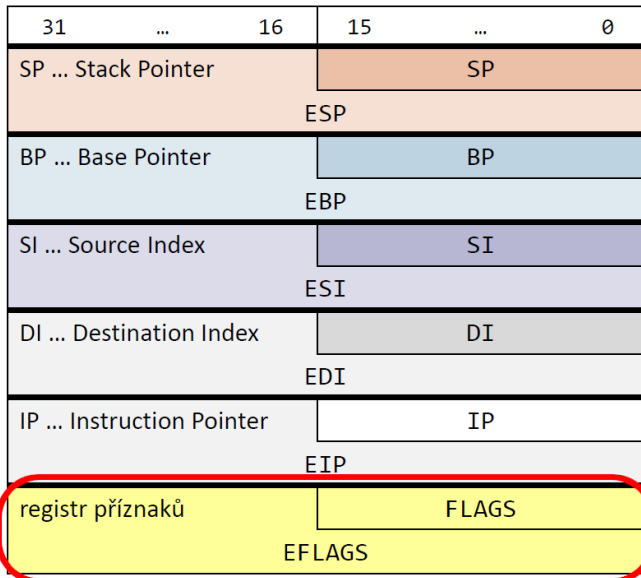 31 … 16 15 … 0
SP ... Stack Pointer SP
ESP
BP ... Base Pointer BP
EBP
SI ... Source Index SI
ESI
DI ... Destination Index DI
EDI
IP ... Instruction Pointer IP
EIP
registr příznaků FLAGS
EFLAGS